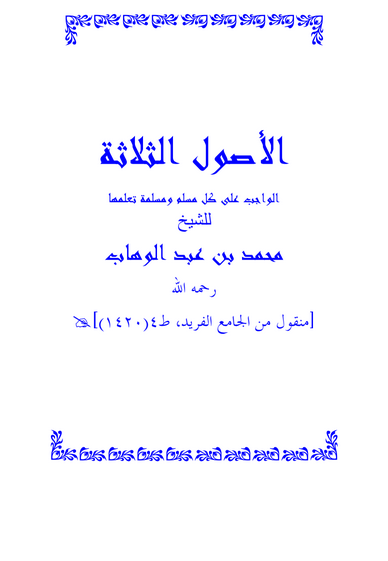 الأصول الثلاثة
الواجب على كل مسلم ومسلمة تعلمها
للشيخ
محمد بن عبد الوهاب
رحمه الله
[منقول من الجامع الفريد، ط٤(١٤٢٠)]